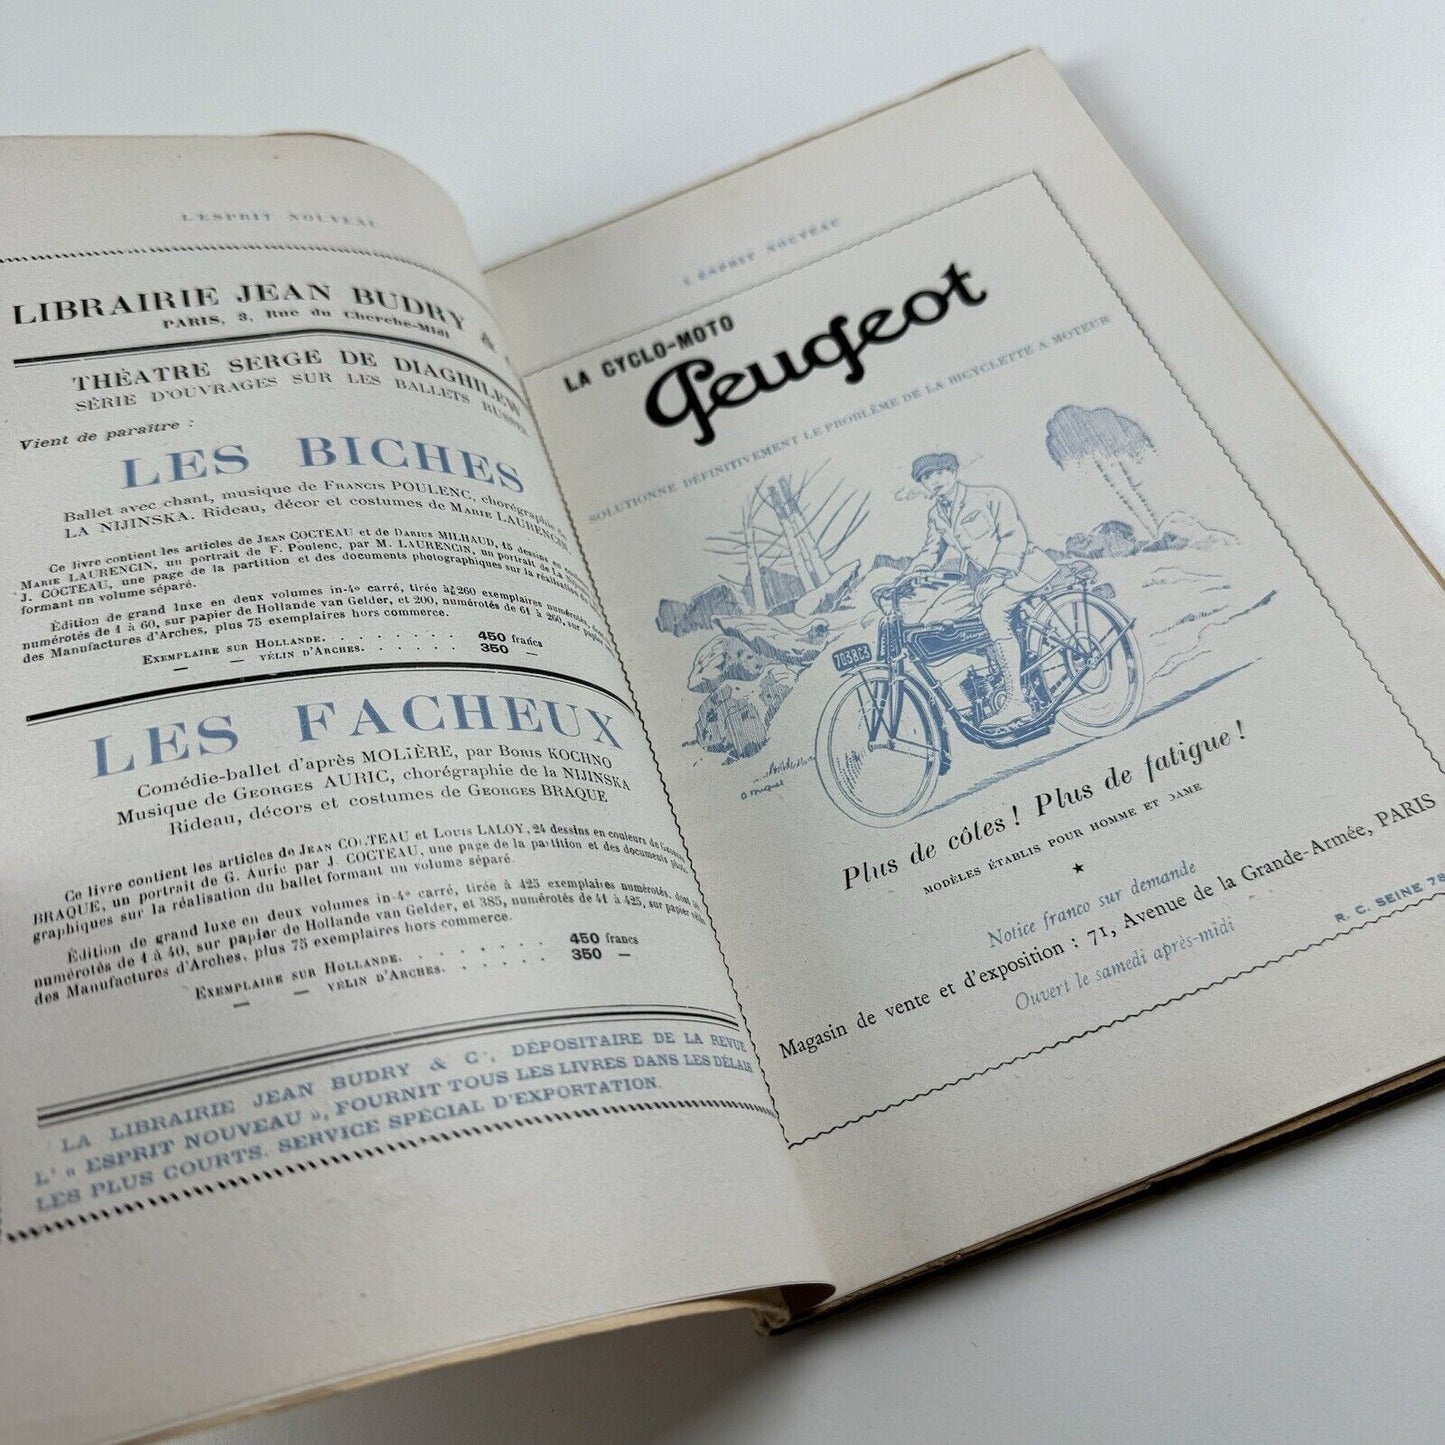 L'ESPRIT NOUVEAU
LIBRAIRIE JEAN BUDRY &
PARIS, 3, Rue du Cherche-Midi
THÉATRE SERGE DE DIAGHILEW
SÉRIE D'OUVRAGES SUR LES BALLETS RUSSES
Vient de paraître :
LES BICHES
Ballet avec chant, musique de FRANCIS POULENC, chorégraphie de
LA NIJINSKA. Rideau, décor et costumes de MARIE LAURENCIN
Ce livre contient les articles de JEAN COCTEAU et de DARIUS MILHAUD, 45 dessins en
MARIE LAURENCIN, un portrait de F. Poulenc, par M. LAURENCIN, un portrait de La
J. COCTEAU, une page de la partition et des documents photographiques sur la réalisation du
formant un volume séparé.
Édition de grand luxe en deux volumes in-4º carré, tirée à 260 exemplaires numérotés,
numérotés de 1 à 60, sur papier de Hollande van Gelder, et 200, numérotés de 61 à 260, sur
des Manufactures d'Arches, plus 75 exemplaires hors commerce.
EXEMPLAIRE SUR HOLLANDE. . . . . . . . 450 francs
— — VÉLIN D'ARCHES. . . . . . 350 —
LES FACHEUX
Comédie-ballet d'après MOLIÈRE, par BORIS KOCHNO
Musique de GEORGES AURIC, chorégraphie de la NIJINSKA
Rideau, décors et costumes de GEORGES BRAQUE
Ce livre contient les articles de JEAN COCTEAU et LOUIS LALOY, 24 dessins en couleurs de
BRAQUE, un portrait de G. Auric par J. COCTEAU, une page de la partition et des documents
graphiques sur la réalisation du ballet formant un volume séparé.
Édition de grand luxe en deux volumes in-4º carré, tirée à 425 exemplaires numérotés, dont
numérotés de 1 à 40, sur papier de Hollande van Gelder, et 385, numérotés de 41 à 425, sur papier
des Manufactures d'Arches, plus 75 exemplaires hors commerce.
EXEMPLAIRE SUR HOLLANDE. . . . . . 450 francs
— — VÉLIN D'ARCHES. . . . . . 350 —
LA LIBRAIRIE JEAN BUDRY & Cº, DÉPOSITAIRE DE LA REVUE
L' « ESPRIT NOUVEAU », FOURNIT TOUS LES LIVRES DANS LES DÉLAIS
LES PLUS COURTS. SERVICE SPÉCIAL D'EXPORTATION.
L'ESPRIT NOUVEAU
LA CYCLO-MOTO
Peugeot
SOLUTIONNE DÉFINITIVEMENT LE PROBLÈME DE LA BICYCLETTE A MOTEUR
703BC3
Plus de côtes ! Plus de fatigue !
MODÈLES ÉTABLIS POUR HOMME ET DAME
Notice franco sur demande
Magasin de vente et d'exposition : 71, Avenue de la Grande-Armée, PARIS
Ouvert le samedi après-midi
R. C. SEINE